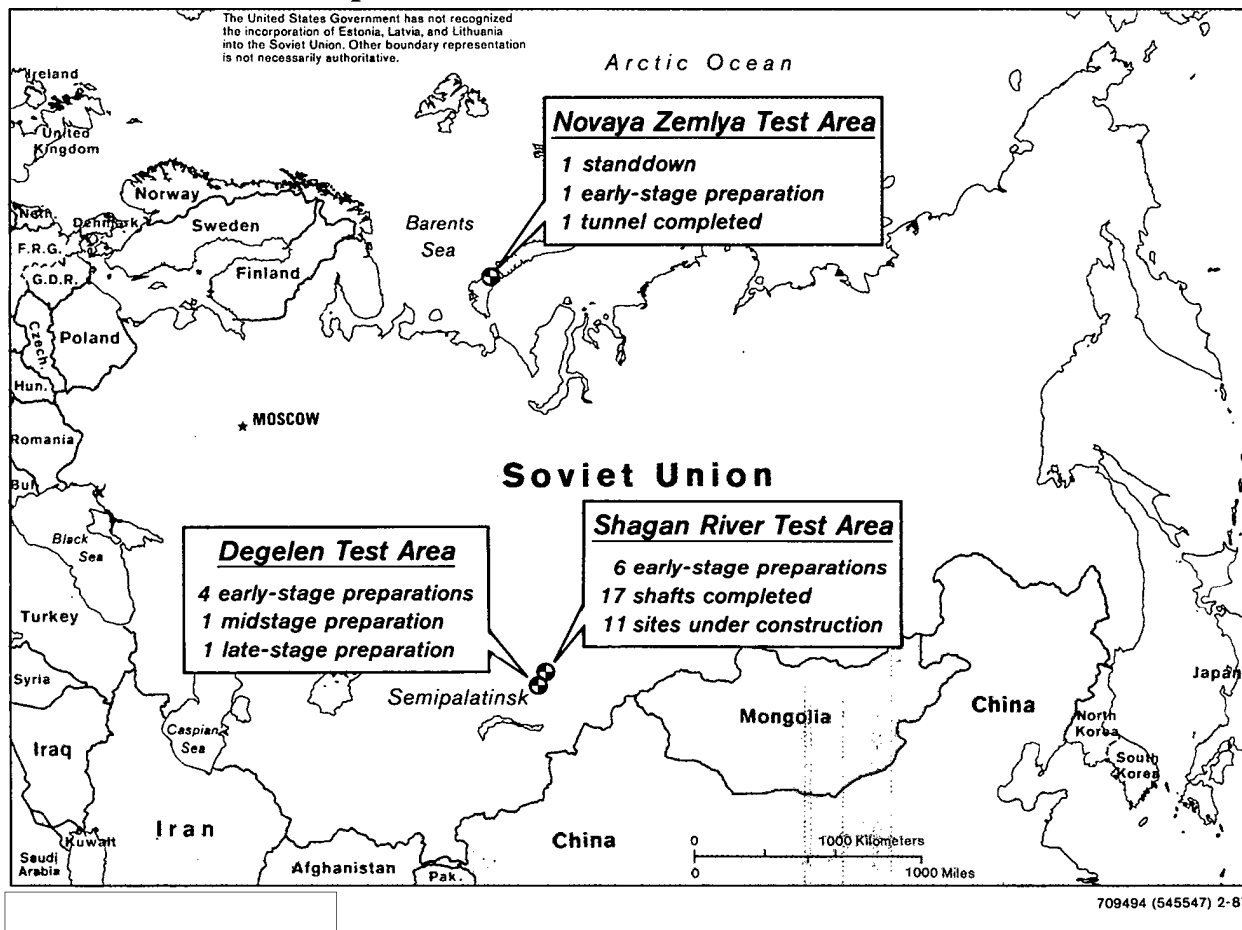 The United States Government has not recognized
the incorporation of Estonia, Latvia, and Lithuania
into the Soviet Union. Other boundary representation
is not necessarily authoritative.
Arctic Ocean
Ireland
United
Kingdom
Novaya Zemlya Test Area
1 standdown
1 early-stage preparation
1 tunnel completed
Norway
Neth.
Denmark
Sweden
Barents
Sea
F.R.G.
G.D.R.
Finland
Czech.
Poland
Hun.
MOSCOW
Romania
Soviet Union
Bul.
Black
Sea
Degelen Test Area
4 early-stage preparations
1 midstage preparation
1 late-stage preparation
Shagan River Test Area
6 early-stage preparations
17 shafts completed
11 sites under construction
Turkey
Syria
Semipalatinsk
Japan
China
Mongolia
North
Korea
South
Korea
Caspian
Sea
Iraq
Iran
Kuwait
China
Saudi
Arabia
Afghanistan
Pak.
0 1000 Kilometers
0 1000 Miles
709494 (545547) 2-8